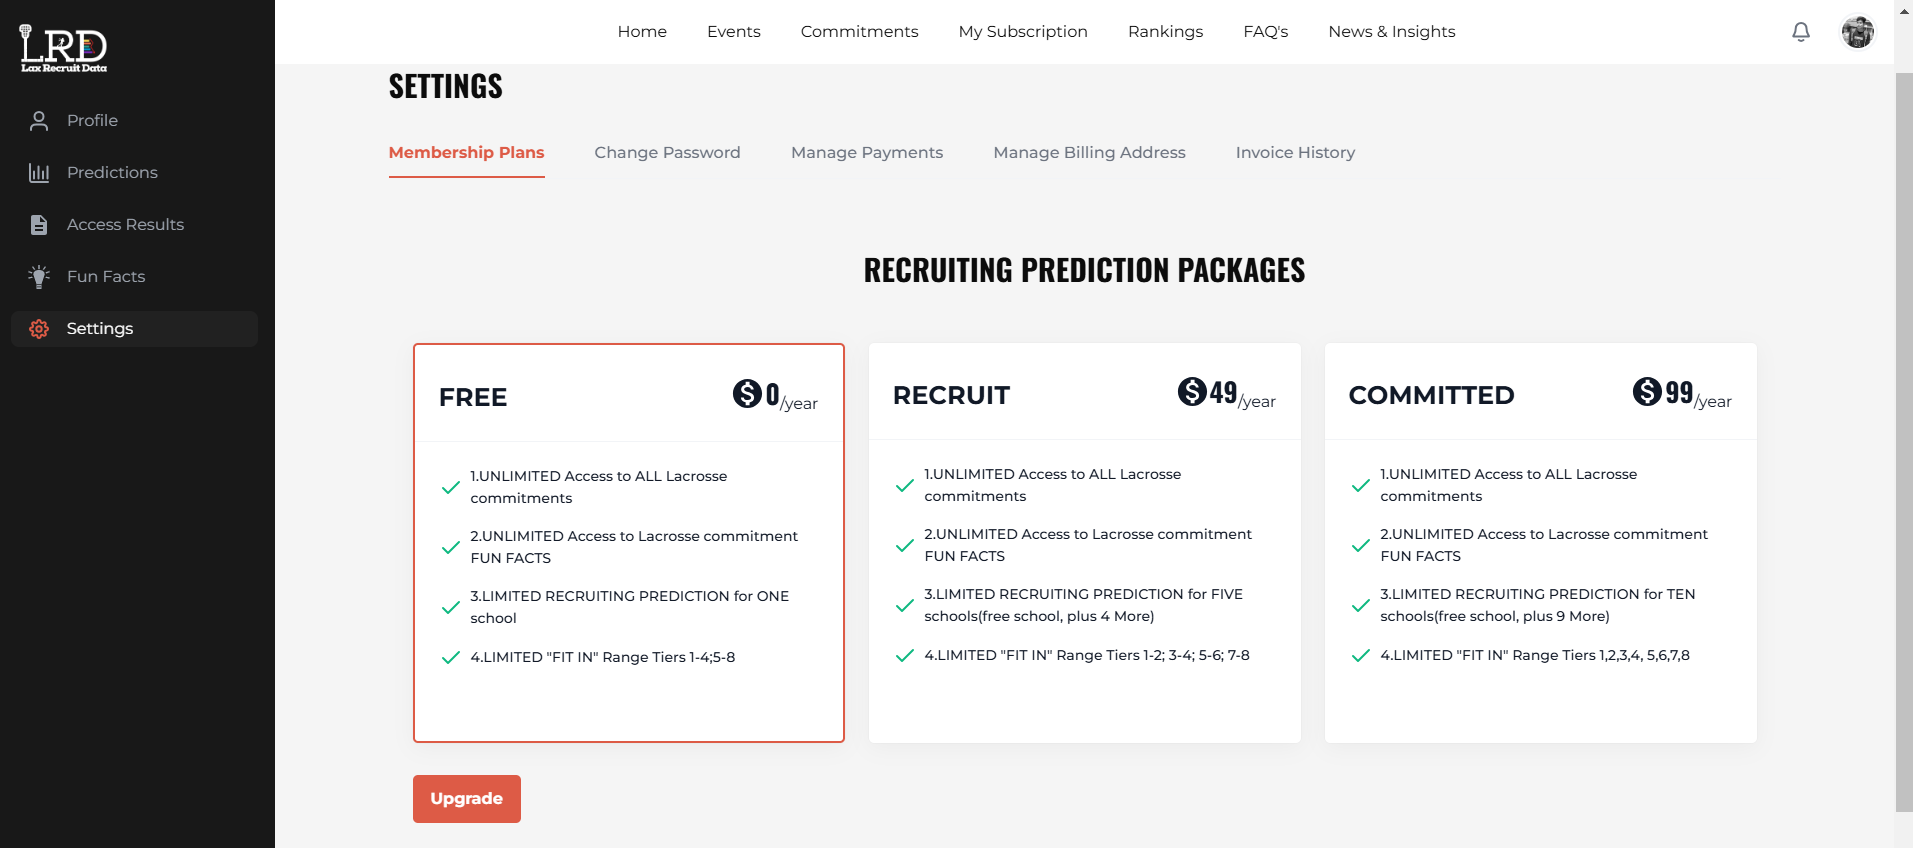 LRD
Lax Recruit Data
Home Events Commitments My Subscription Rankings FAQ's News & Insights
Profile
Predictions
Access Results
Fun Facts
Settings
SETTINGS
Membership Plans Change Password Manage Payments Manage Billing Address Invoice History
RECRUITING PREDICTION PACKAGES
FREE $0/year
1.UNLIMITED Access to ALL Lacrosse
commitments
2.UNLIMITED Access to Lacrosse commitment
FUN FACTS
3.LIMITED RECRUITING PREDICTION for ONE
school
4.LIMITED "FIT IN" Range Tiers 1-4;5-8
RECRUIT $49/year
1.UNLIMITED Access to ALL Lacrosse
commitments
2.UNLIMITED Access to Lacrosse commitment
FUN FACTS
3.LIMITED RECRUITING PREDICTION for FIVE
schools(free school, plus 4 More)
4.LIMITED "FIT IN" Range Tiers 1-2; 3-4; 5-6; 7-8
COMMITTED $99/year
1.UNLIMITED Access to ALL Lacrosse
commitments
2.UNLIMITED Access to Lacrosse commitment
FUN FACTS
3.LIMITED RECRUITING PREDICTION for TEN
schools(free school, plus 9 More)
4.LIMITED "FIT IN" Range Tiers 1,2,3,4, 5,6,7,8
Upgrade